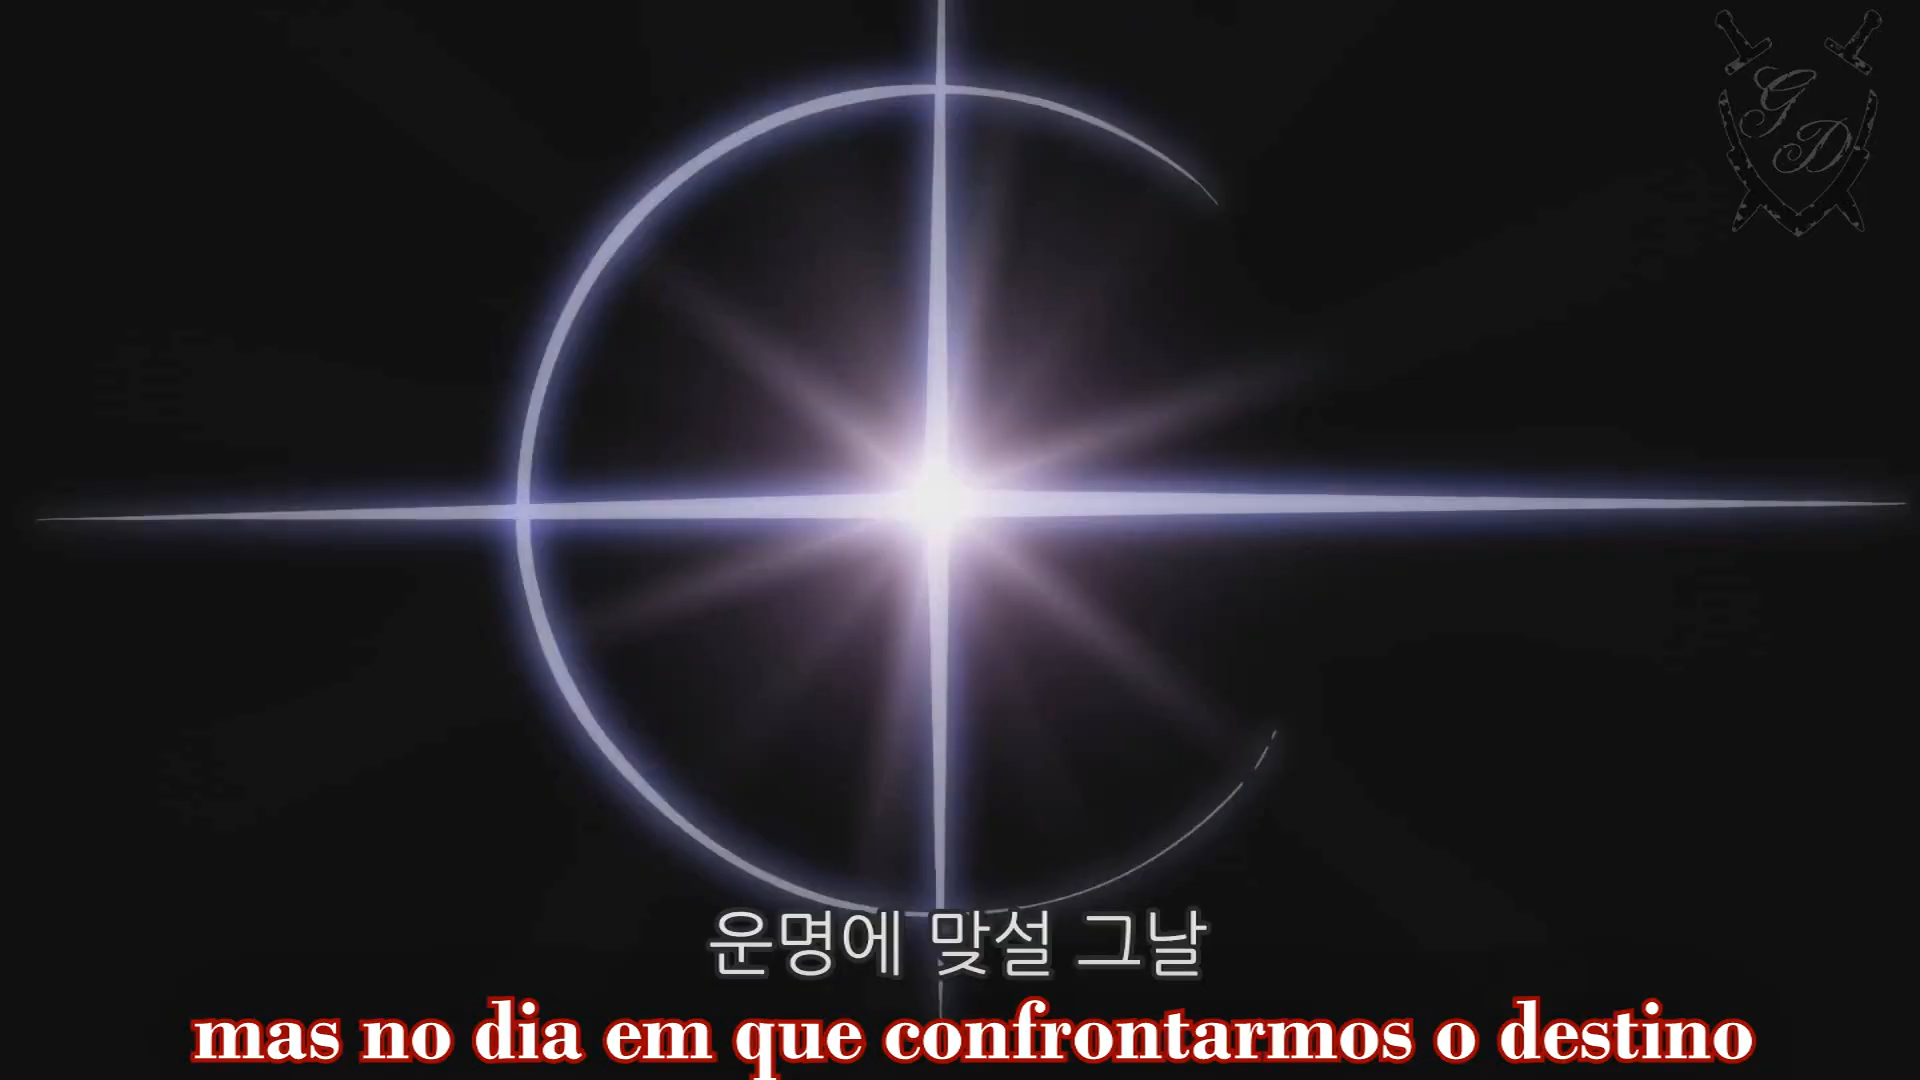 G D
운명에 맞설 그날
mas no dia em que confrontarmos o destino